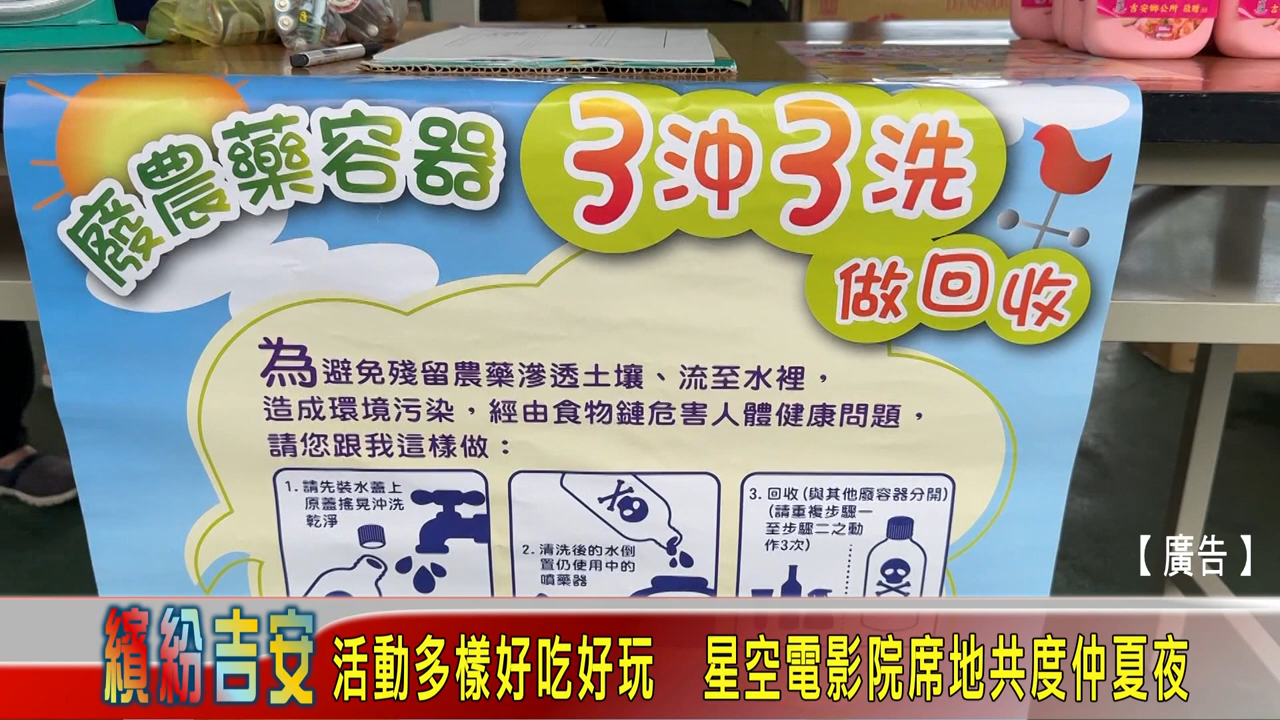 吉安鄉公所 致贈
廢農藥容器 3沖3洗
做回收
為避免殘留農藥滲透土壤、流至水裡，
造成環境污染，經由食物鏈危害人體健康問題，
請您跟我這樣做：
1. 請先裝水蓋上
原蓋搖晃沖洗
乾淨
2. 清洗後的水倒
置仍使用中的
噴藥器
3. 回收(與其他廢容器分開)
(請重複步驟一
至步驟二之動
作3次)
【廣告】
繽紛吉安 活動多樣好吃好玩 星空電影院席地共度仲夏夜